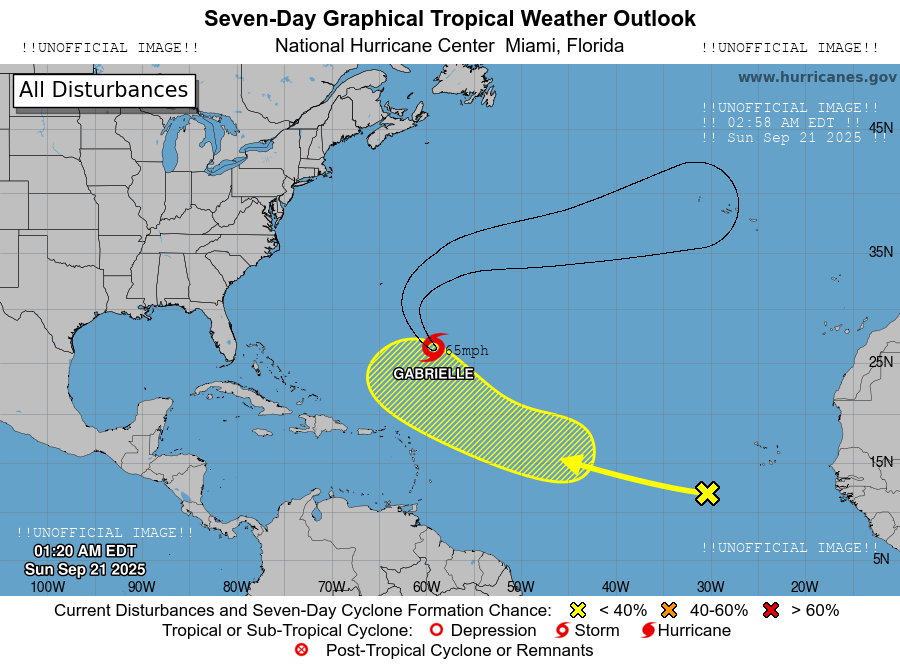 Seven-Day Graphical Tropical Weather Outlook
!!UNOFFICIAL IMAGE!! National Hurricane Center Miami, Florida !!UNOFFICIAL IMAGE!!
All Disturbances
www.hurricanes.gov
!!UNOFFICIAL IMAGE!!
!! 02:58 AM EDT !!
!! Sun Sep 21 2025 !!
45N
35N
65mph
25N
GABRIELLE
15N
!!UNOFFICIAL IMAGE!!
!!UNOFFICIAL IMAGE!!
01:20 AM EDT
5N
Sun Sep 21 2025
100W 90W 80W 70W 60W 50W 40W 30W 20W
Current Disturbances and Seven-Day Cyclone Formation Chance: < 40% 40-60% > 60%
Tropical or Sub-Tropical Cyclone: Depression Storm Hurricane
Post-Tropical Cyclone or Remnants